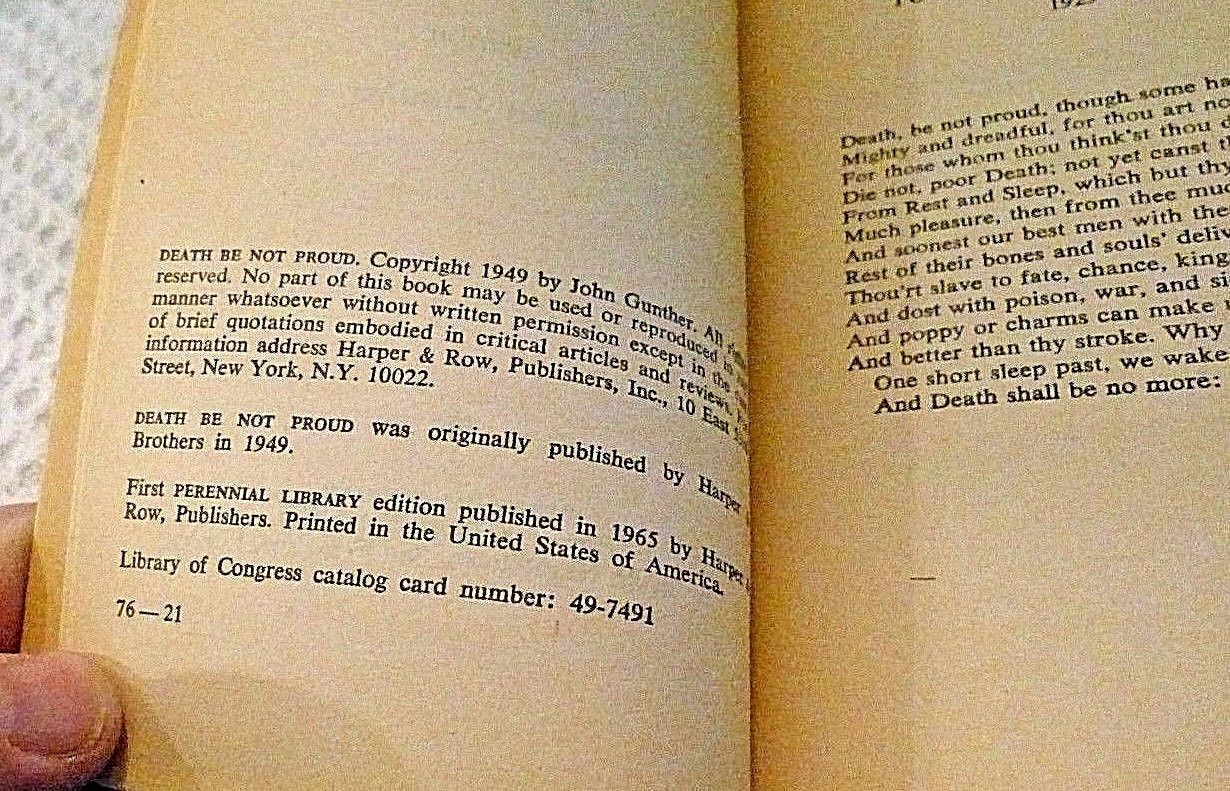 DEATH BE NOT PROUD. Copyright 1949 by John Gunther. All
reserved. No part of this book may be used or reproduced in
manner whatsoever without written permission except in the
of brief quotations embodied in critical articles and reviews.
information address Harper & Row, Publishers, Inc., 10 East
Street, New York, N.Y. 10022.
DEATH BE NOT PROUD was originally published by Harper
Brothers in 1949.
First PERENNIAL LIBRARY edition published in 1965 by Harper
Row, Publishers. Printed in the United States of America.
Library of Congress catalog card number: 49-7491
76—21
Death, be not proud, though some
Mighty and dreadful, for thou art
For those whom thou think'st thou
Die not, poor Death; not yet canst
From Rest and Sleep, which but thy
Much pleasure, then from thee
And soonest our best men with
Rest of their bones and souls'
Thou'rt slave to fate, chance,
And dost with poison, war, and
And poppy or charms can make
And better than thy stroke. Why
One short sleep past, we wake
And Death shall be no more: